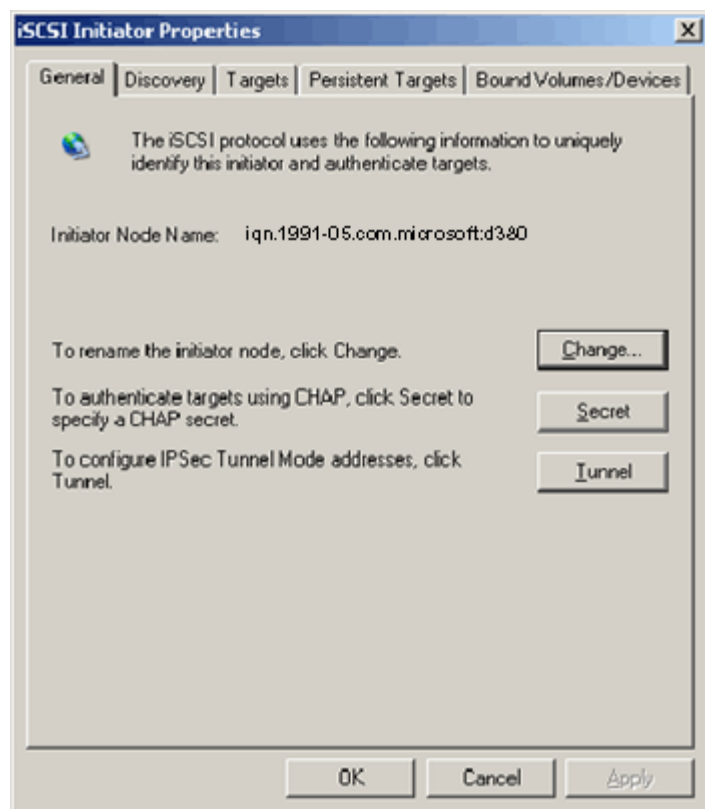 iSCSI Initiator Properties
General Discovery Targets Persistent Targets Bound Volumes/Devices
The iSCSI protocol uses the following information to uniquely
identify this initiator and authenticate targets.
Initiator Node Name: iqn.1991-05.com.microsoft:d380
To rename the initiator node, click Change.
Change...
To authenticate targets using CHAP, click Secret to
specify a CHAP secret.
Secret
To configure IPSec Tunnel Mode addresses, click
Tunnel.
Tunnel
OK Cancel Apply